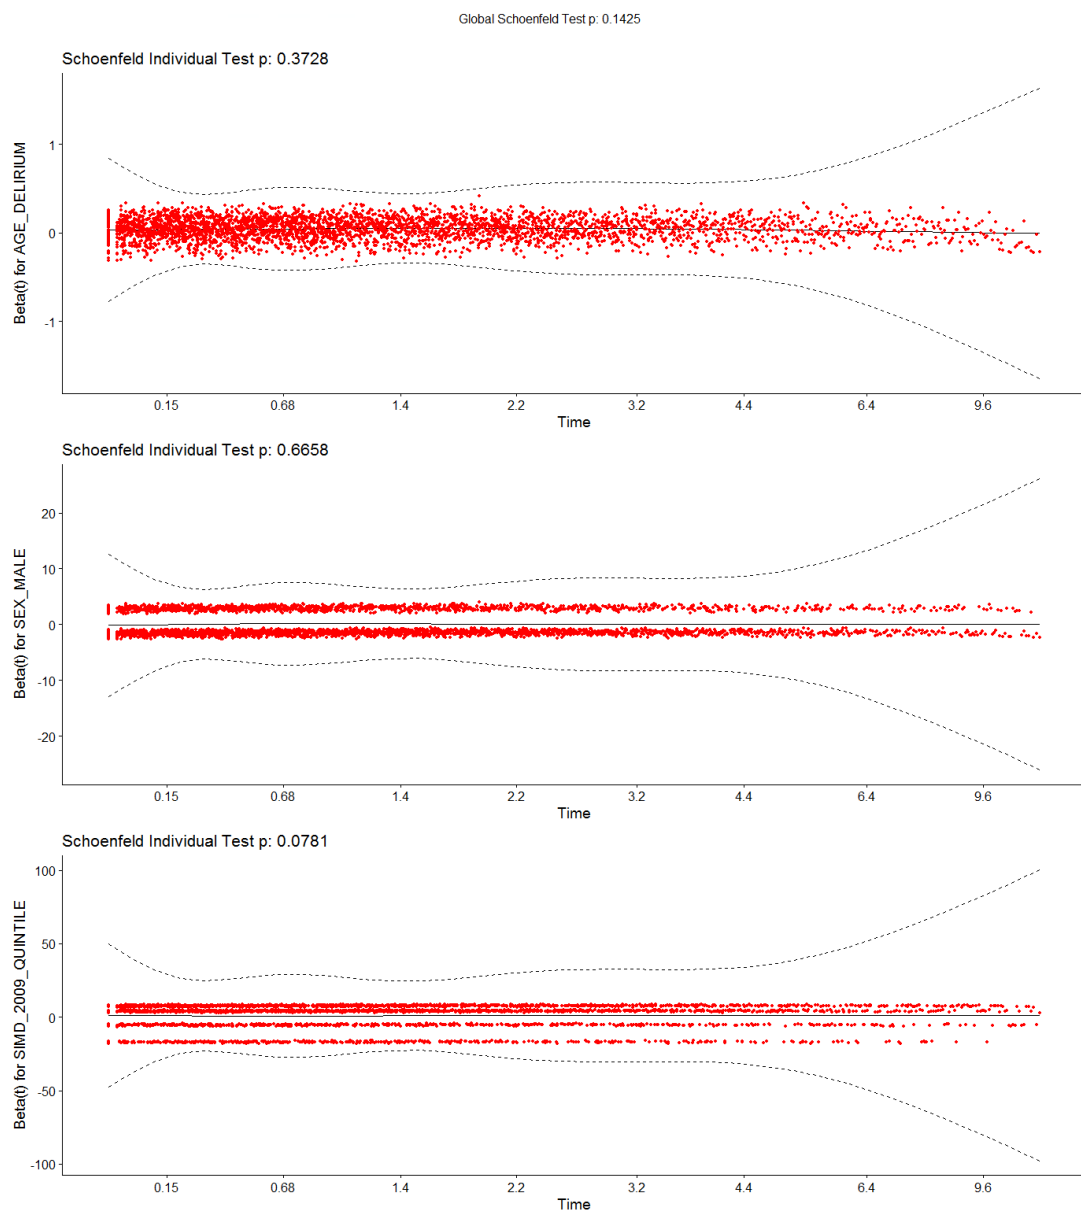 Global Schoenfeld Test p: 0.1425
Schoenfeld Individual Test p: 0.3728
Beta(t) for AGE_DELIRIUM
1
0
-1
0.15 0.68 1.4 2.2 3.2 4.4 6.4 9.6
Time
Schoenfeld Individual Test p: 0.6658
Beta(t) for SEX_MALE
20
10
0
-10
-20
0.15 0.68 1.4 2.2 3.2 4.4 6.4 9.6
Time
Schoenfeld Individual Test p: 0.0781
Beta(t) for SIMD_2009_QUINTILE
100
50
0
-50
-100
0.15 0.68 1.4 2.2 3.2 4.4 6.4 9.6
Time